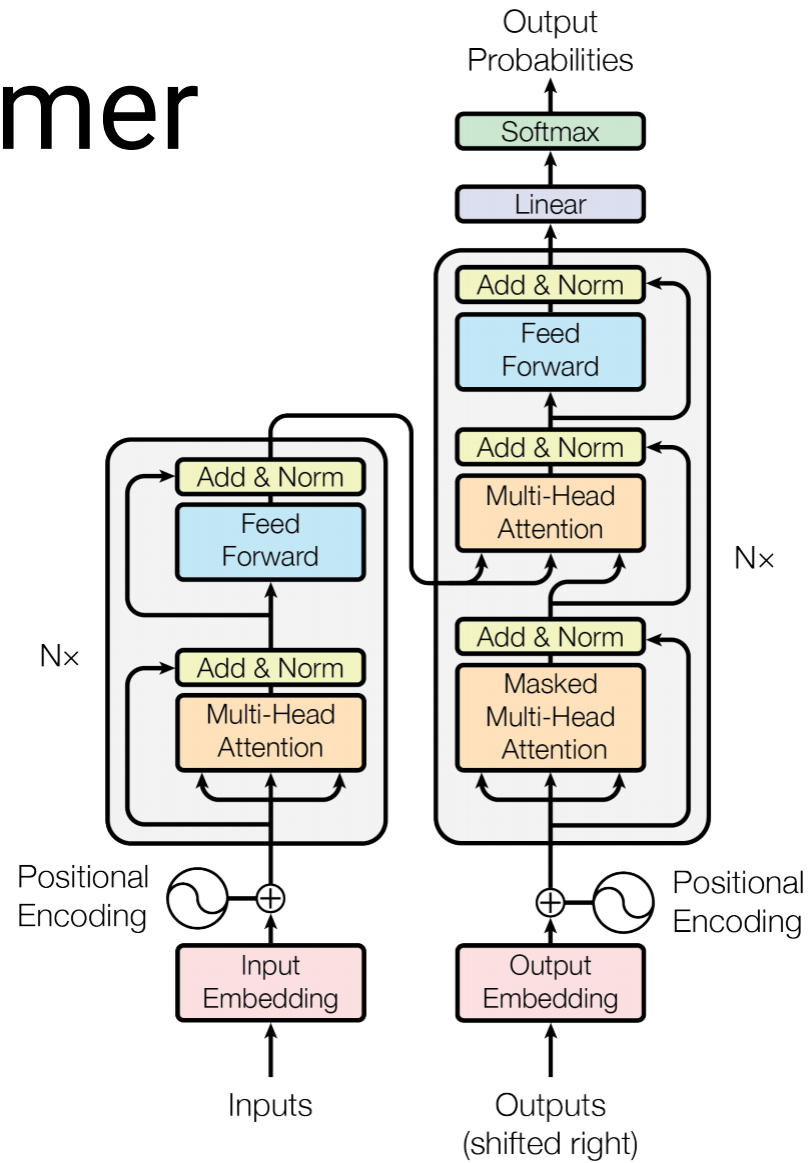 mer
Output
Probabilities
Softmax
Linear
Add & Norm
Feed
Forward
Add & Norm
Multi-Head
Attention
Add & Norm
Masked
Multi-Head
Attention
Nx
Add & Norm
Feed
Forward
Add & Norm
Multi-Head
Attention
Nx
Positional
Encoding
Positional
Encoding
Input
Embedding
Output
Embedding
Inputs
Outputs
(shifted right)